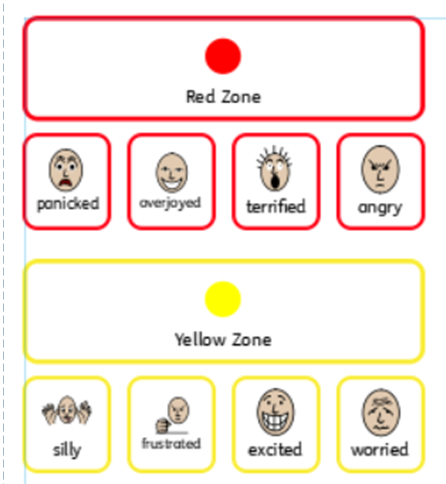 Red Zone
panicked overjoyed terrified angry
Yellow Zone
silly frustrated excited worried